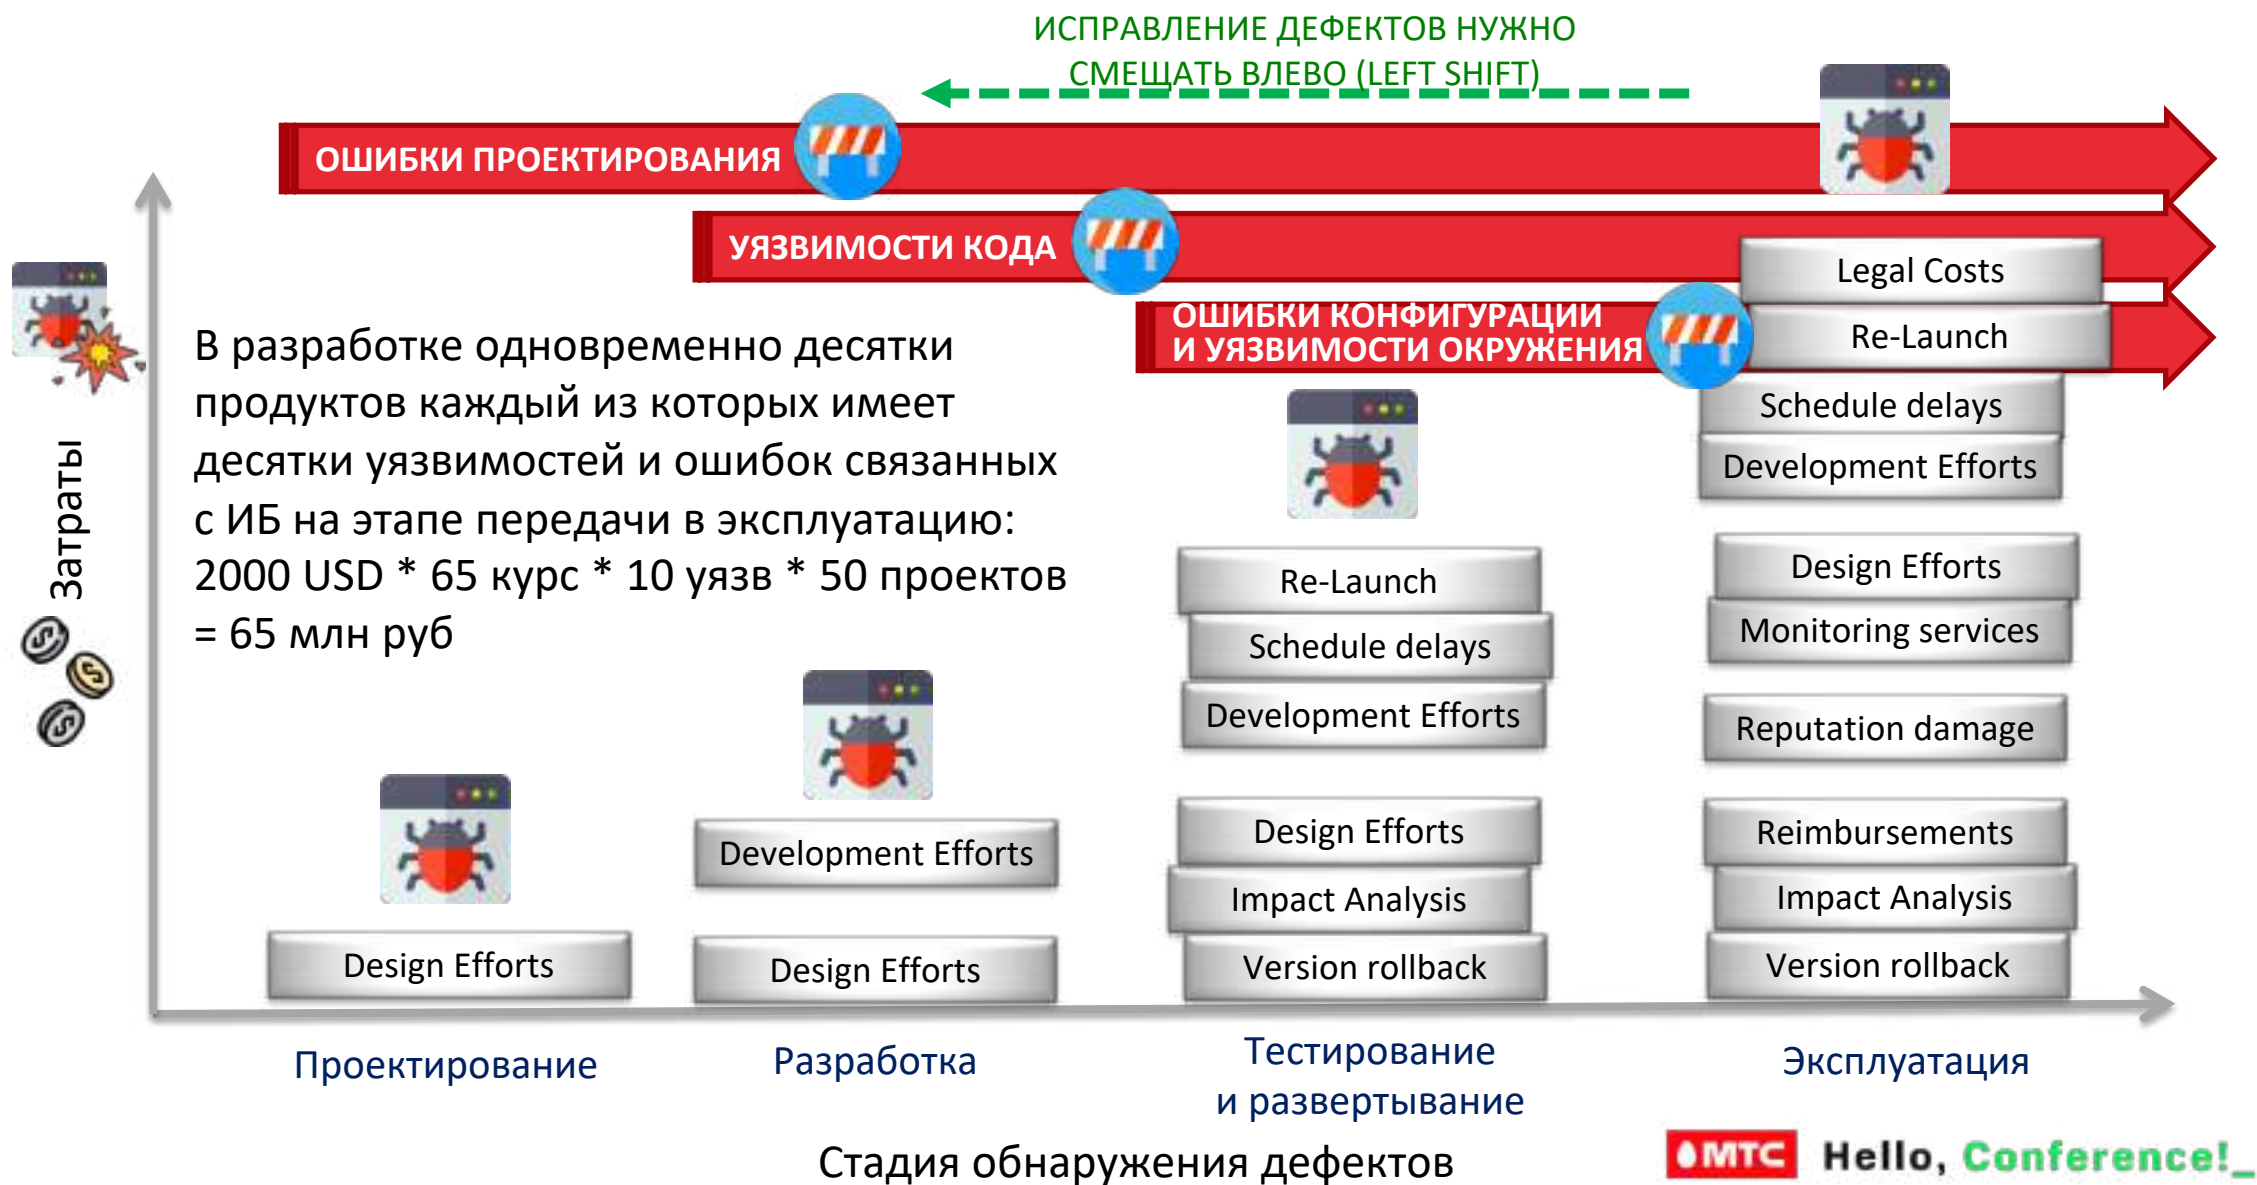 ИСПРАВЛЕНИЕ ДЕФЕКТОВ НУЖНО
СМЕЩАТЬ ВЛЕВО (LEFT SHIFT)
ОШИБКИ ПРОЕКТИРОВАНИЯ
УЯЗВИМОСТИ КОДА
ОШИБКИ КОНФИГУРАЦИИ
И УЯЗВИМОСТИ ОКРУЖЕНИЯ
Затраты
В разработке одновременно десятки
продуктов каждый из которых имеет
десятки уязвимостей и ошибок связанных
с ИБ на этапе передачи в эксплуатацию:
2000 USD * 65 курс * 10 уязв * 50 проектов
= 65 млн руб
Design Efforts
Development Efforts
Design Efforts
Re-Launch
Schedule delays
Development Efforts
Design Efforts
Impact Analysis
Version rollback
Legal Costs
Re-Launch
Schedule delays
Development Efforts
Design Efforts
Monitoring services
Reputation damage
Reimbursements
Impact Analysis
Version rollback
Проектирование
Разработка
Тестирование
и развертывание
Эксплуатация
Стадия обнаружения дефектов
МТС
Hello, Conference!_